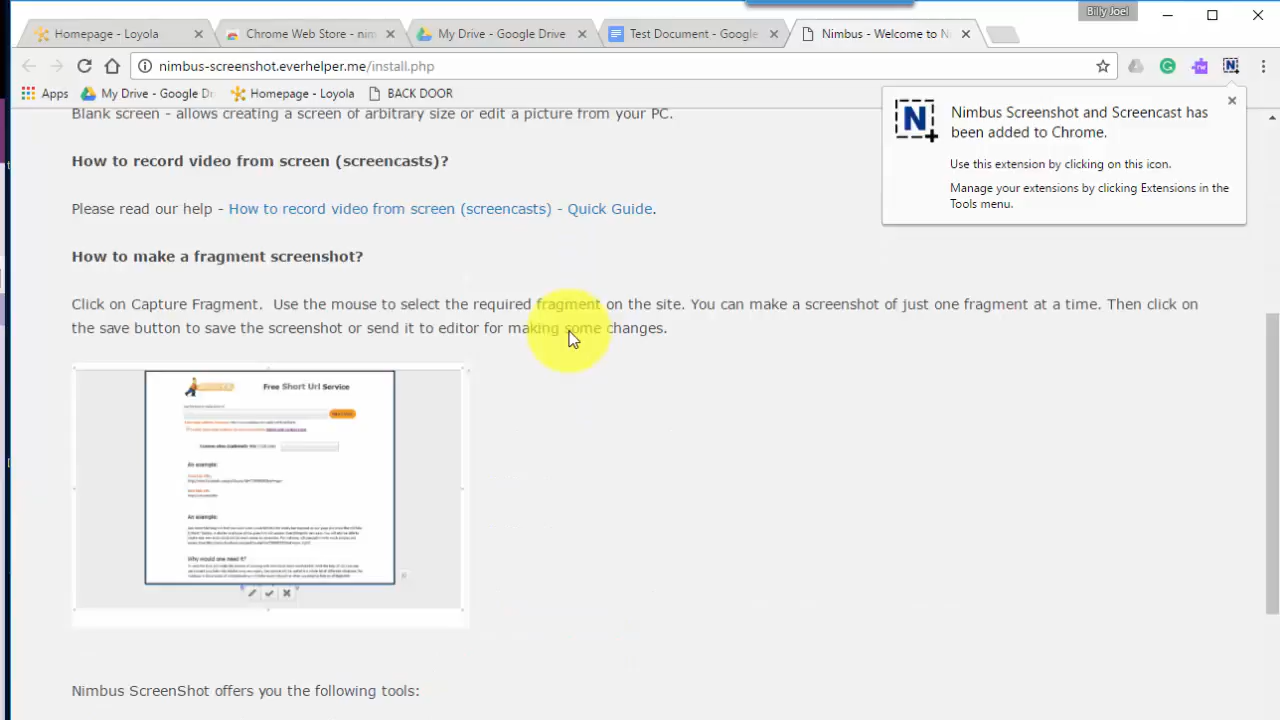 Billy Joel
Homepage - Loyola
Chrome Web Store - nim
My Drive - Google Drive
Test Document - Google
Nimbus - Welcome to N
nimbus-screenshot.everhelper.me/install.php
Apps
My Drive - Google Dr
Homepage - Loyola
BACK DOOR
Blank screen - allows creating a screen of arbitrary size or edit a picture from your PC.
N
Nimbus Screenshot and Screencast has
been added to Chrome.
Use this extension by clicking on this icon.
Manage your extensions by clicking Extensions in the
Tools menu.
How to record video from screen (screencasts)?
Please read our help - How to record video from screen (screencasts) - Quick Guide.
How to make a fragment screenshot?
Click on Capture Fragment.  Use the mouse to select the required fragment on the site. You can make a screenshot of just one fragment at a time. Then click on
the save button to save the screenshot or send it to editor for making some changes.
Free Short Url Service
An example:
An example:
Why would one need it?
Nimbus ScreenShot offers you the following tools: